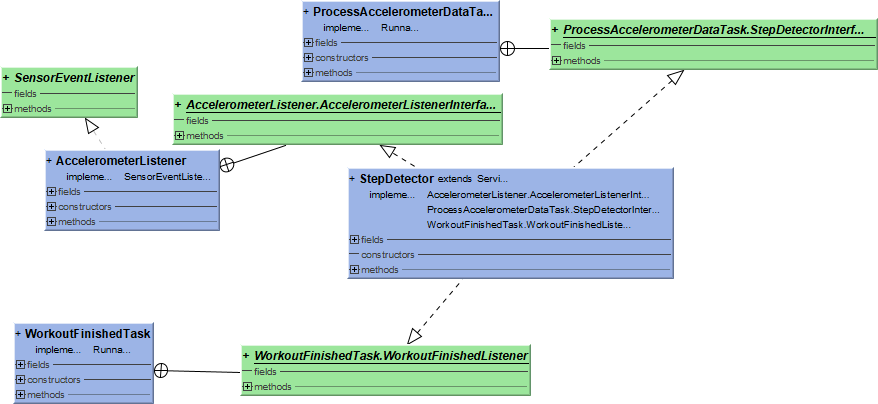 + ProcessAccelerometerDataTa...
impleme... Runna...
fields
constructors
methods
+ ProcessAccelerometerDataTask.StepDetectorInterf...
fields
methods
+ SensorEventListener
fields
methods
+ AccelerometerListener.AccelerometerListenerInterfa...
fields
methods
+ AccelerometerListener
impleme... SensorEventListe...
fields
constructors
methods
+ StepDetector extends Servi...
impleme... AccelerometerListener.AccelerometerListenerInt...
ProcessAccelerometerDataTask.StepDetectorInter...
WorkoutFinishedTask.WorkoutFinishedListe...
fields
constructors
methods
+ WorkoutFinishedTask
impleme... Runna...
fields
constructors
methods
+ WorkoutFinishedTask.WorkoutFinishedListener
fields
methods